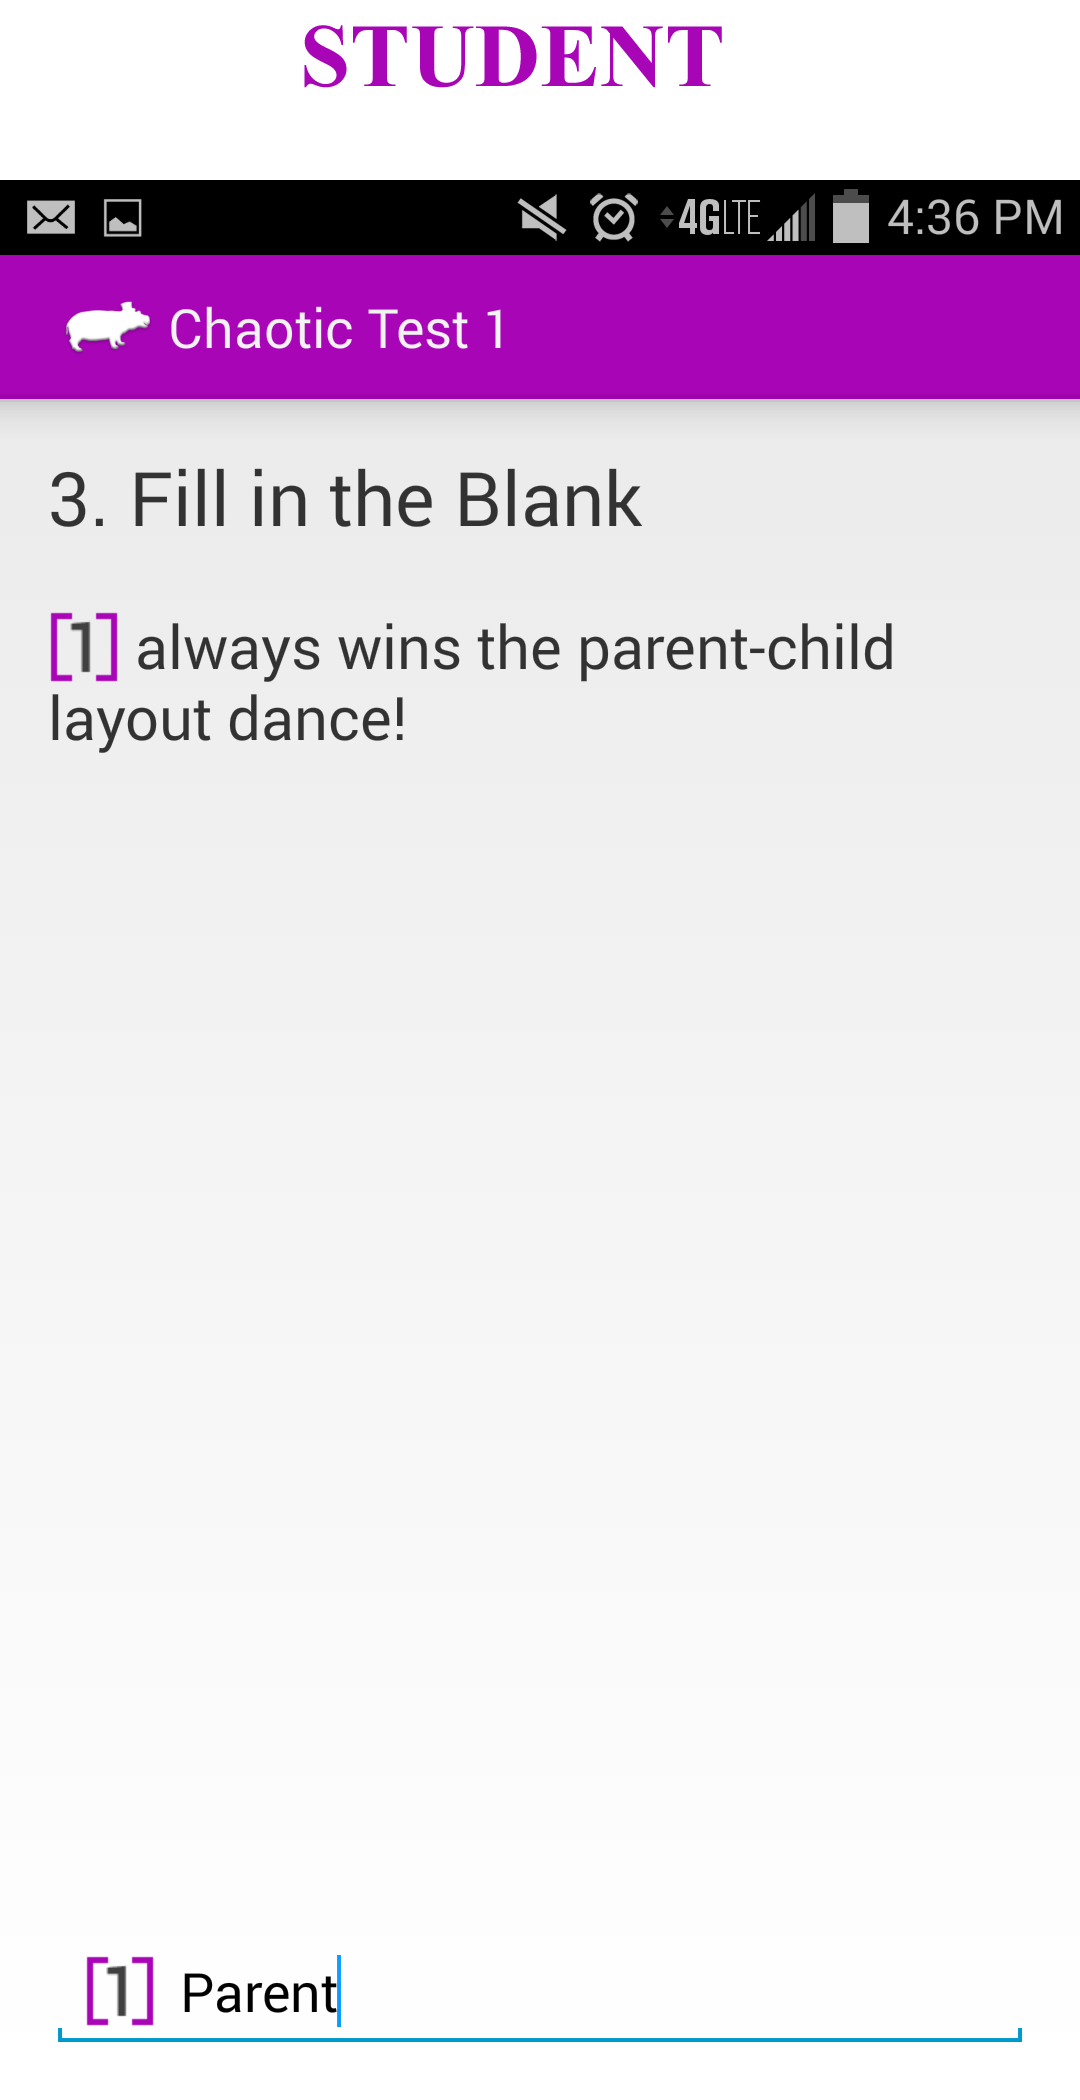 STUDENT
4GLTE 4:36 PM
Chaotic Test 1
3. Fill in the Blank
[1] always wins the parent-child
layout dance!
[1] Parent